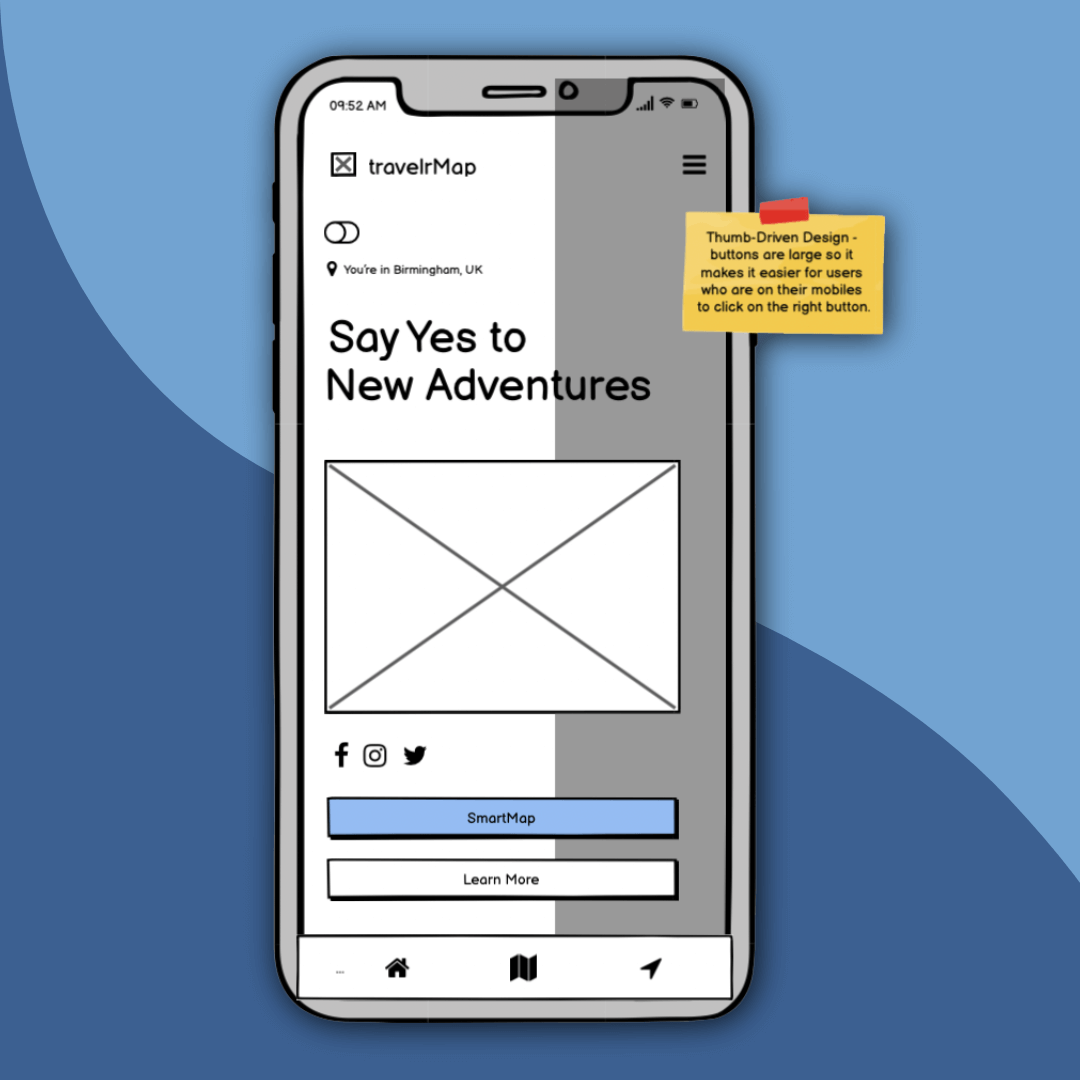 09:52 AM
travelrMap
You're in Birmingham, UK
Thumb-Driven Design -
buttons are large so it
makes it easier for users
who are on their mobiles
to click on the right button.
Say Yes to
New Adventures
SmartMap
Learn More
...